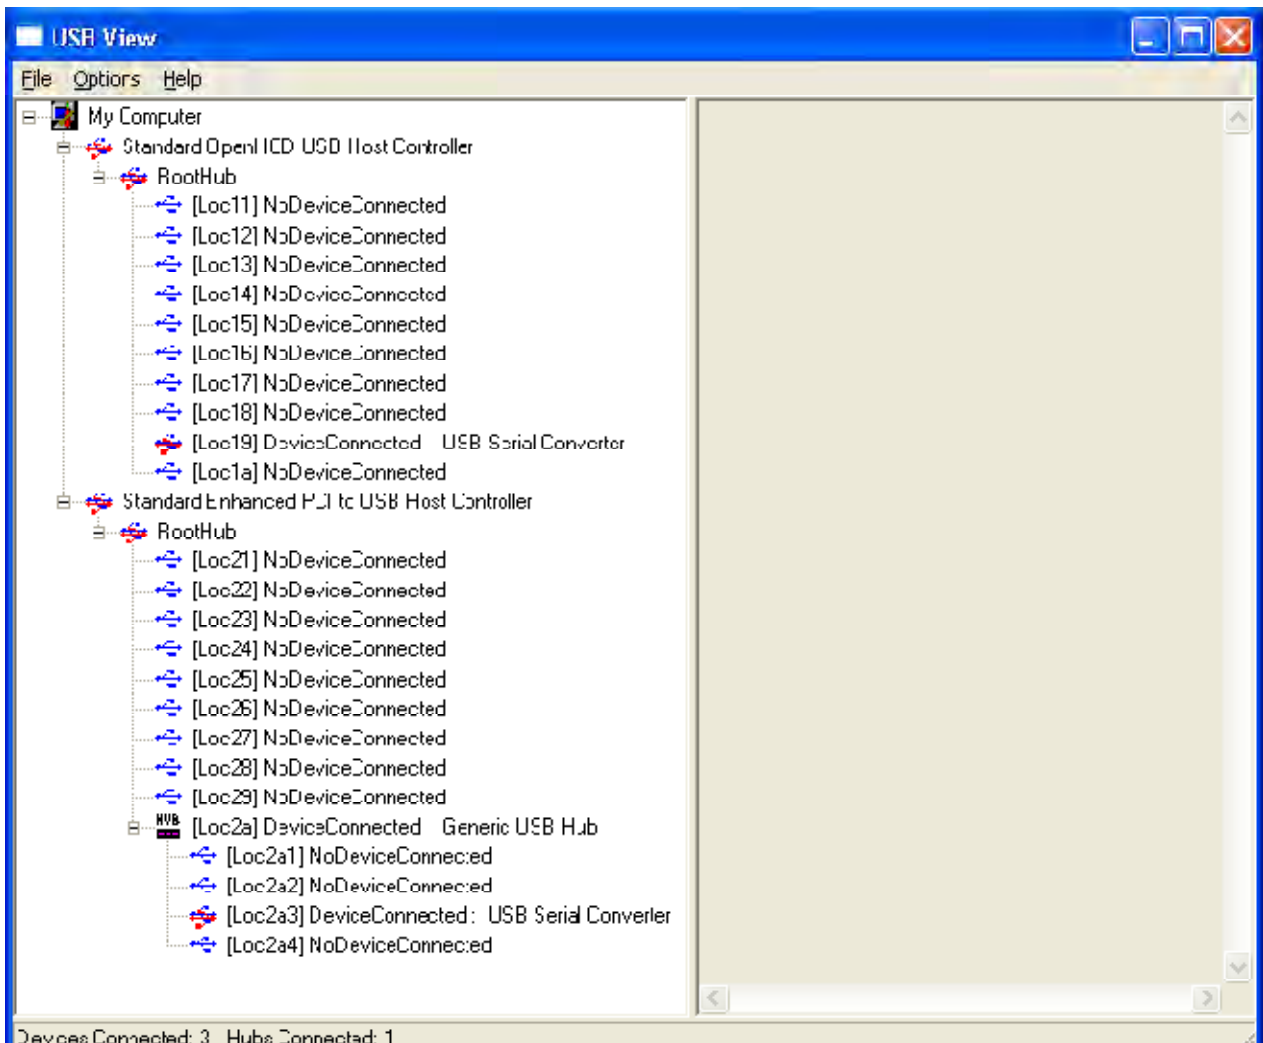 USB View
File Options Help
My Computer
Standard OpenHCD USB Host Controller
RootHub
[Loc11] NoDeviceConnected
[Loc12] NoDeviceConnected
[Loc13] NoDeviceConnected
[Loc14] NoDeviceConnected
[Loc15] NoDeviceConnected
[Loc16] NoDeviceConnected
[Loc17] NoDeviceConnected
[Loc18] NoDeviceConnected
[Loc19] DeviceConnected : USB Serial Converter
[Loc1a] NoDeviceConnected
Standard Enhanced PCI to USB Host Controller
RootHub
[Loc21] NoDeviceConnected
[Loc22] NoDeviceConnected
[Loc23] NoDeviceConnected
[Loc24] NoDeviceConnected
[Loc25] NoDeviceConnected
[Loc26] NoDeviceConnected
[Loc27] NoDeviceConnected
[Loc28] NoDeviceConnected
[Loc29] NoDeviceConnected
HUB [Loc2a] DeviceConnected : Generic USB Hub
[Loc2a1] NoDeviceConnected
[Loc2a2] NoDeviceConnected
[Loc2a3] DeviceConnected : USB Serial Converter
[Loc2a4] NoDeviceConnected
Devices Connected: 3 Hubs Connected: 1